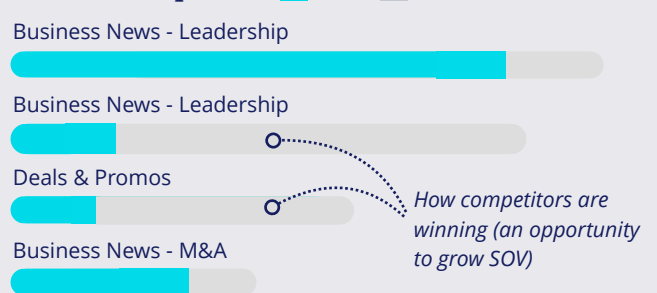 Business News - Leadership
Business News - Leadership
Deals & Promos
How competitors are
winning (an opportunity
to grow SOV)
Business News - M&A